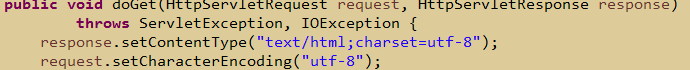 public void doGet(HttpServletRequest request, HttpServletResponse response)
throws ServletException, IOException {
response.setContentType("text/html;charset=utf-8");
request.setCharacterEncoding("utf-8");